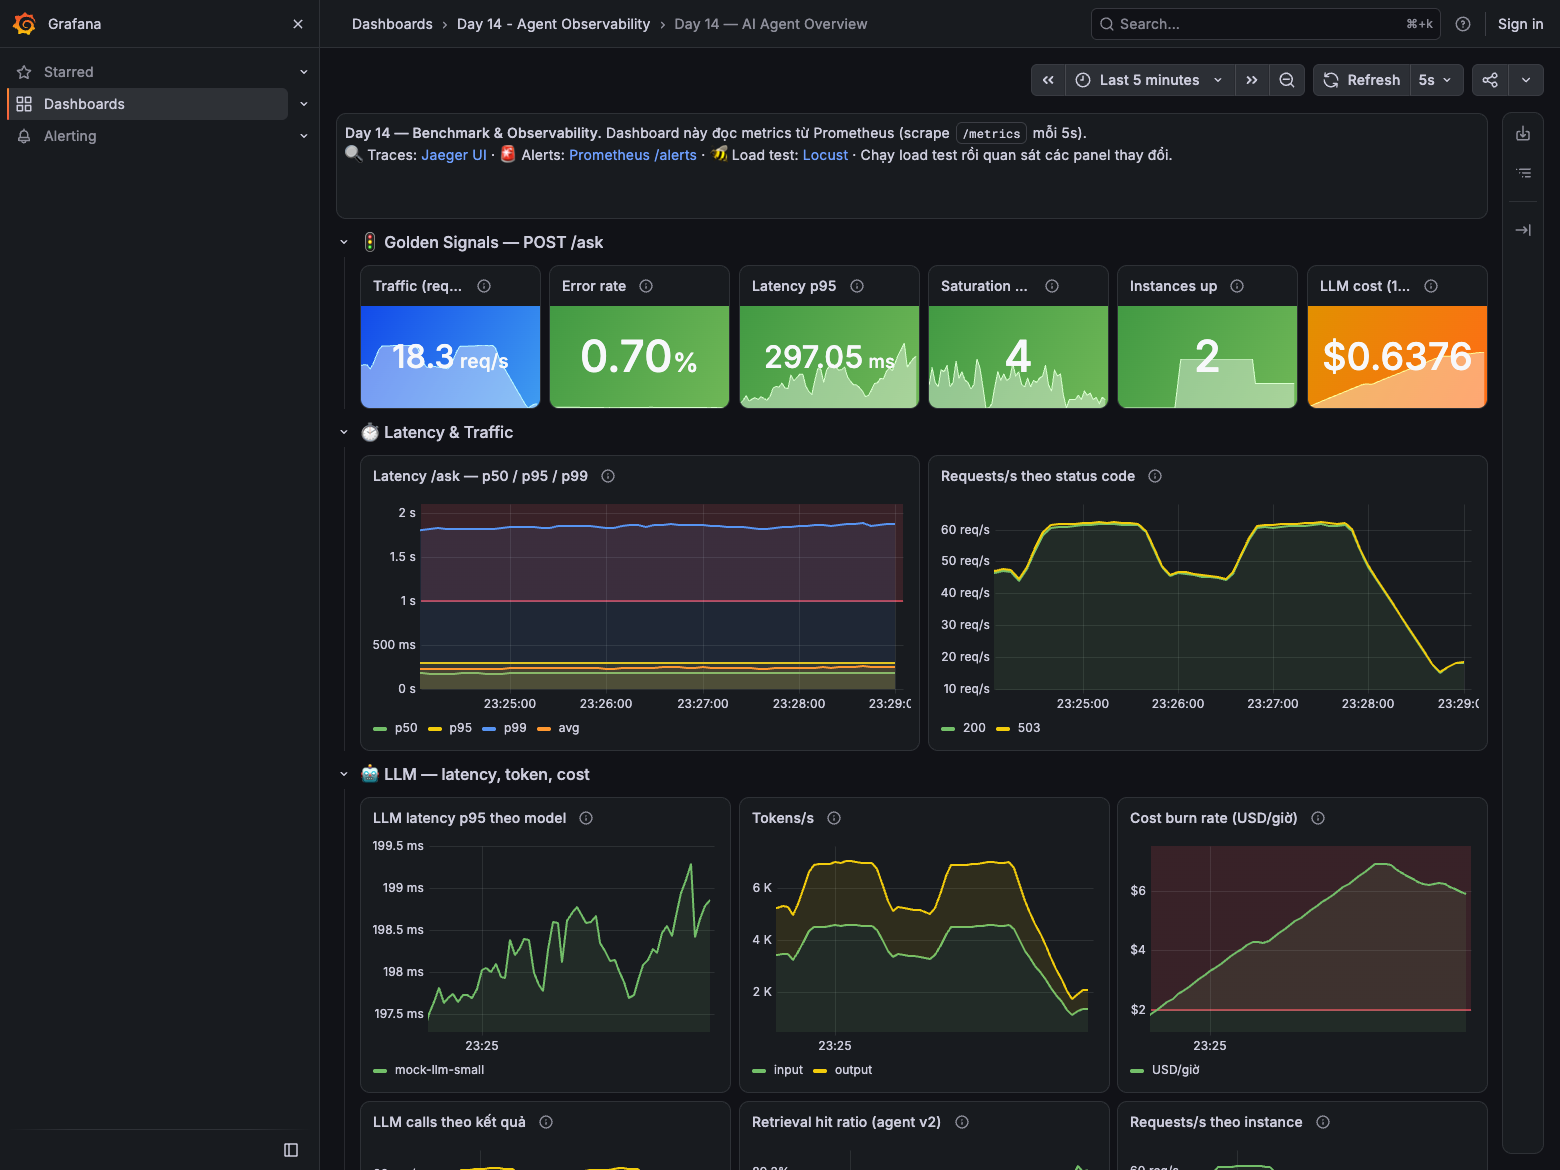 Grafana
Dashboards › Day 14 - Agent Observability › Day 14 — AI Agent Overview
Search...
⌘+k
Sign in
Starred
Dashboards
Alerting
Last 5 minutes
Refresh
5s
Day 14 — Benchmark & Observability. Dashboard này đọc metrics từ Prometheus (scrape /metrics mỗi 5s).
Traces: Jaeger UI · Alerts: Prometheus /alerts · Load test: Locust · Chạy load test rồi quan sát các panel thay đổi.
Golden Signals — POST /ask
Traffic (req...
Error rate
Latency p95
Saturation ...
Instances up
LLM cost (1...
18.3 req/s
0.70%
297.05 ms
4
2
$0.6376
Latency & Traffic
Latency /ask — p50 / p95 / p99
2 s
1.5 s
1 s
500 ms
0 s
23:25:00
23:26:00
23:27:00
23:28:00
23:29:0
p50
p95
p99
avg
Requests/s theo status code
60 req/s
50 req/s
40 req/s
30 req/s
20 req/s
10 req/s
23:25:00
23:26:00
23:27:00
23:28:00
23:29:0
200
503
LLM — latency, token, cost
LLM latency p95 theo model
199.5 ms
199 ms
198.5 ms
198 ms
197.5 ms
23:25
mock-llm-small
Tokens/s
6 K
4 K
2 K
23:25
input
output
Cost burn rate (USD/giờ)
$6
$4
$2
23:25
USD/giờ
LLM calls theo kết quả
Retrieval hit ratio (agent v2)
Requests/s theo instance
60 req/s